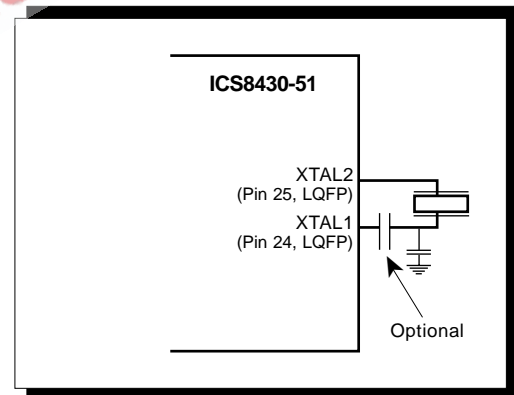 ICS8430-51
XTAL2
(Pin 25, LQFP)
XTAL1
(Pin 24, LQFP)
Optional